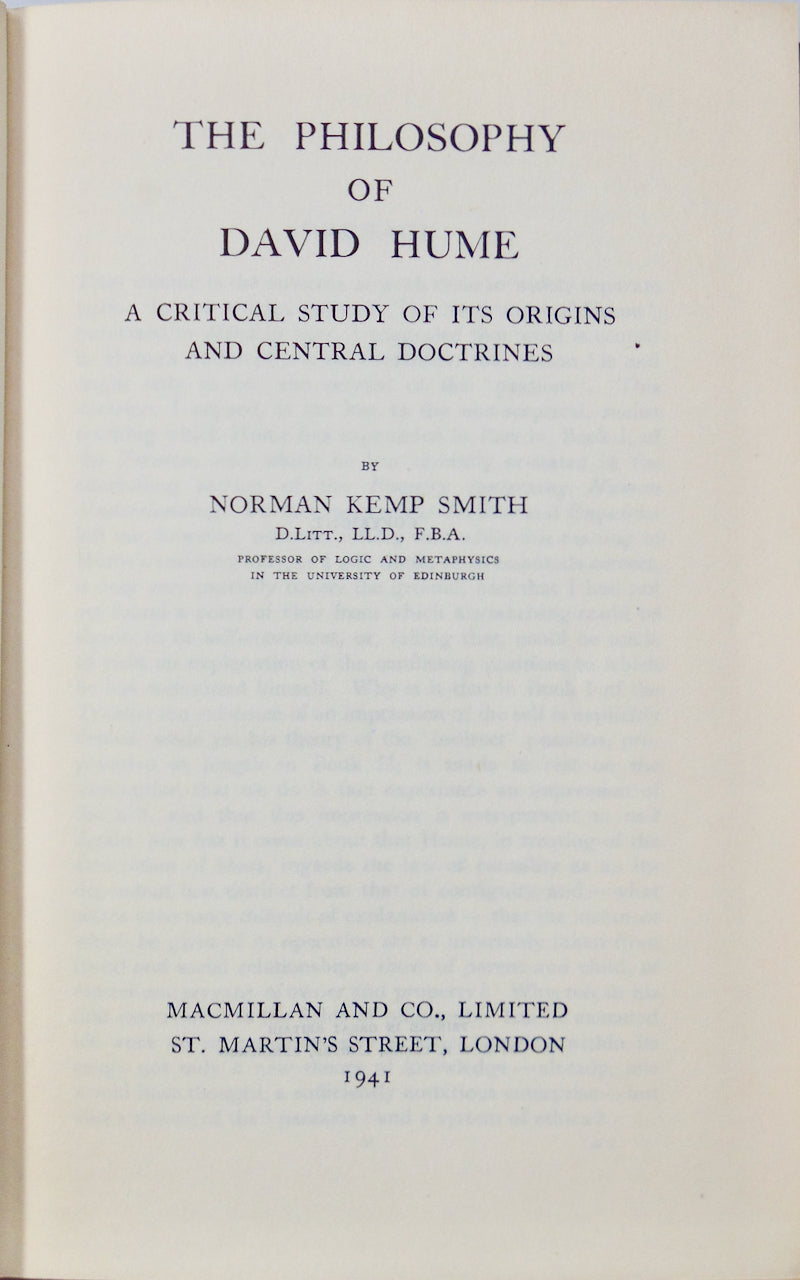 THE PHILOSOPHY
OF
DAVID HUME
A CRITICAL STUDY OF ITS ORIGINS
AND CENTRAL DOCTRINES
BY
NORMAN KEMP SMITH
D.LITT., LL.D., F.B.A.
PROFESSOR OF LOGIC AND METAPHYSICS
IN THE UNIVERSITY OF EDINBURGH
MACMILLAN AND CO., LIMITED
ST. MARTIN'S STREET, LONDON
1941